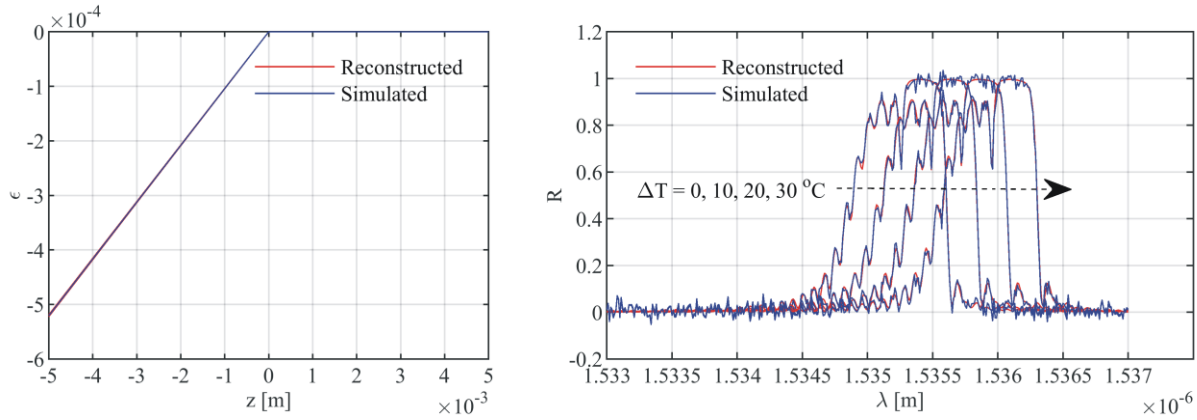 ×10⁻⁴
0
-1
-2
-3
-4
-5
-6
ϵ
Reconstructed
Simulated
-5 -4 -3 -2 -1 0 1 2 3 4 5
z [m]
×10⁻³
1.2
1
0.8
0.6
0.4
0.2
0
-0.2
R
Reconstructed
Simulated
ΔT = 0, 10, 20, 30 °C
1.533 1.5335 1.534 1.5345 1.535 1.5355 1.536 1.5365 1.537
λ [m]
×10⁻⁶